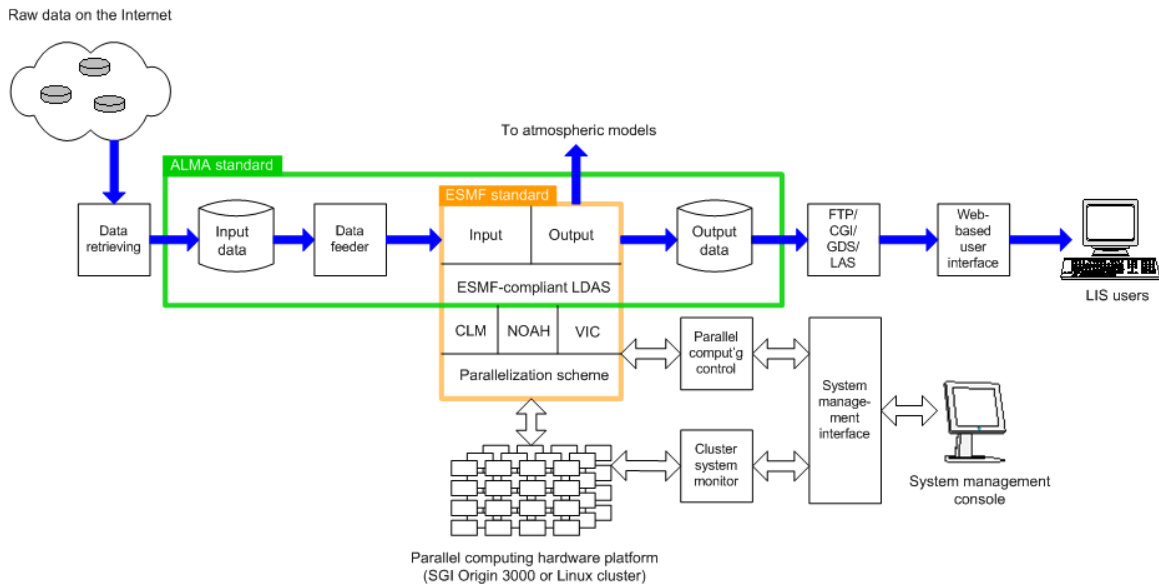 Raw data on the Internet
To atmospheric models
ALMA standard
ESMF standard
Data
retrieving
Input
data
Data
feeder
Input
Output
Output
data
FTP/
CGI/
GDS/
LAS
Web-
based
user
interface
LIS users
ESMF-compliant LDAS
CLM
NOAH
VIC
Parallelization scheme
Parallel
comput'g
control
System
manage-
ment
interface
Cluster
system
monitor
System management
console
Parallel computing hardware platform
(SGI Origin 3000 or Linux cluster)